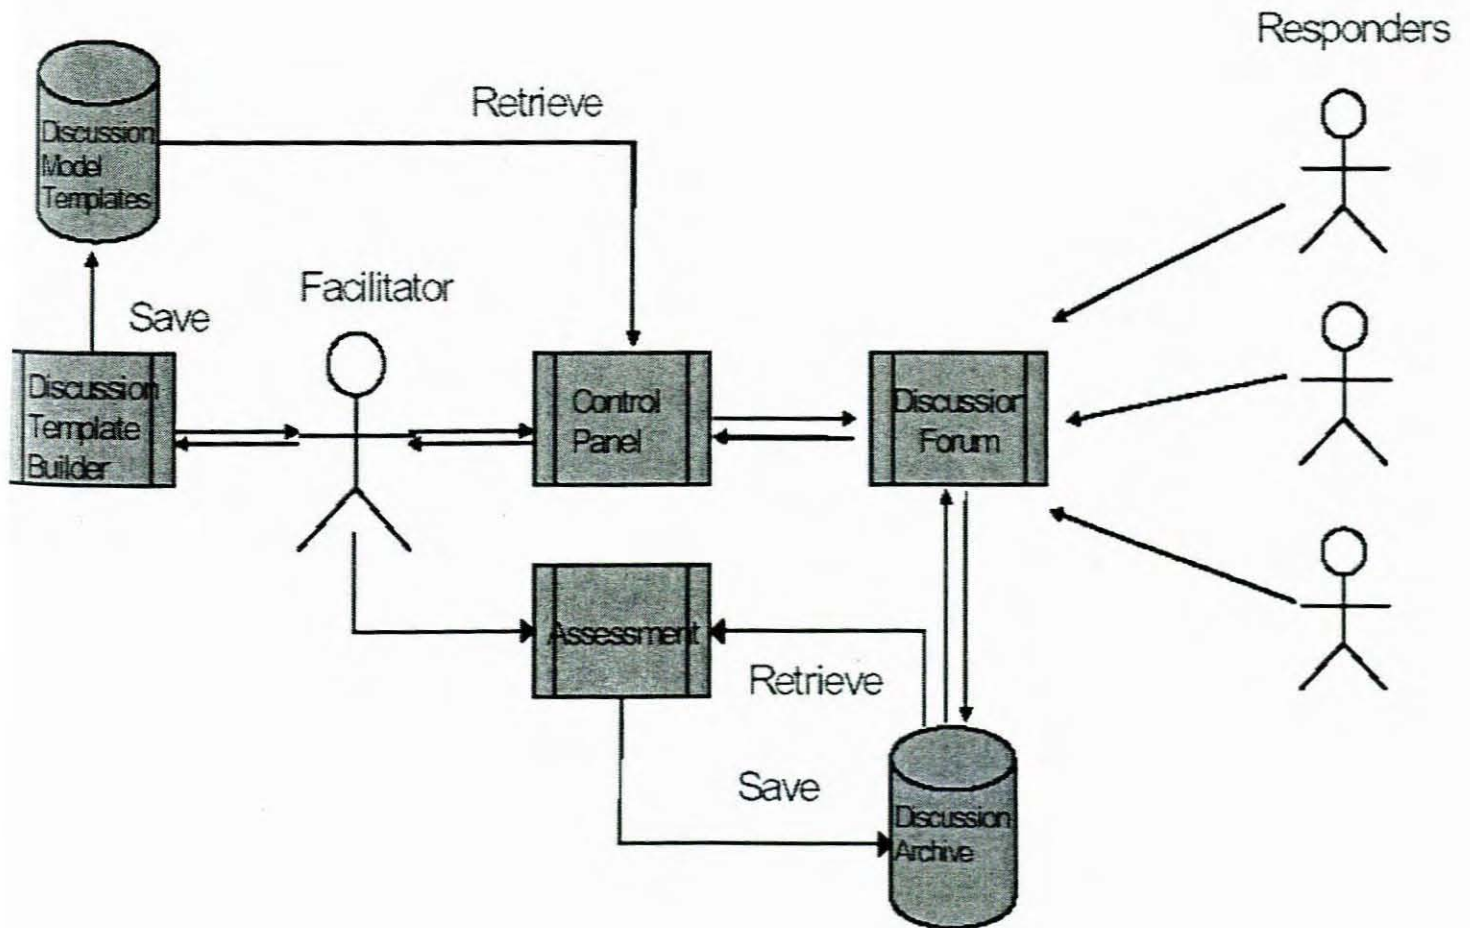 Responders
Retrieve
Discussion
Model
Templates
Facilitator
Save
Discussion
Template
Builder
Control
Panel
Discussion
Forum
Assessment
Retrieve
Save
Discussion
Archive